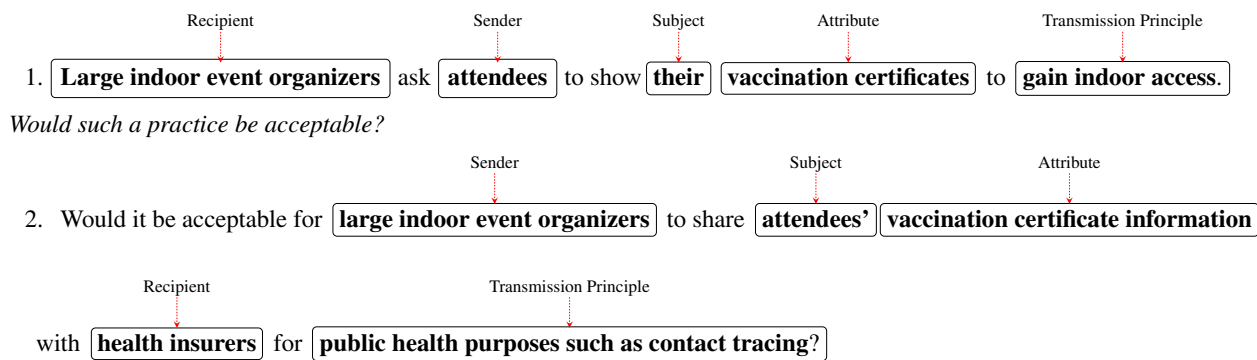 Recipient Sender Subject Attribute Transmission Principle
1. Large indoor event organizers ask attendees to show their vaccination certificates to gain indoor access.
Would such a practice be acceptable?
Sender Subject Attribute
2. Would it be acceptable for large indoor event organizers to share attendees’ vaccination certificate information
Recipient Transmission Principle
with health insurers for public health purposes such as contact tracing?